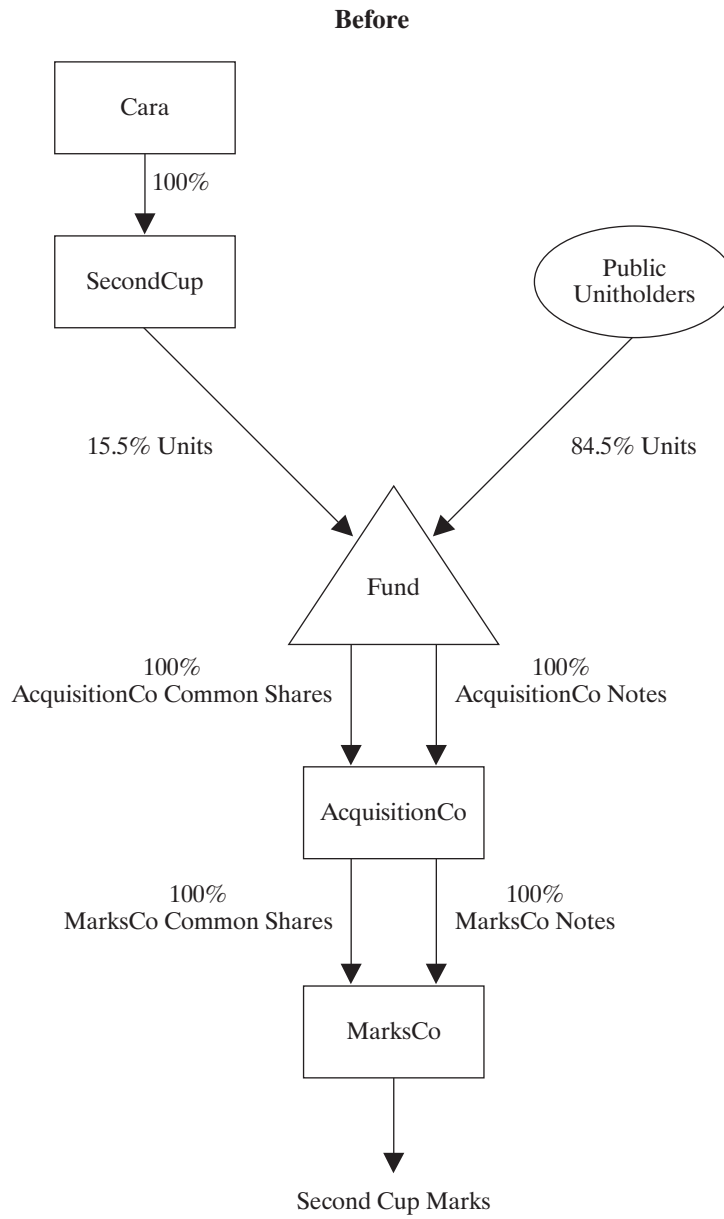 Before
Cara
100%
SecondCup
Public
Unitholders
15.5% Units
84.5% Units
Fund
100%
AcquisitionCo Common Shares
100%
AcquisitionCo Notes
AcquisitionCo
100%
MarksCo Common Shares
100%
MarksCo Notes
MarksCo
Second Cup Marks